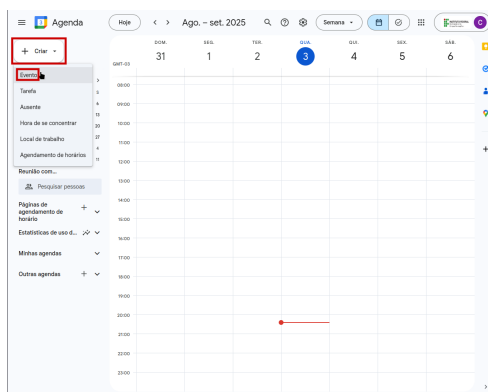 Agenda
Hoje
Ago. – set. 2025
Semana
C
Criar
Evento
Tarefa
Ausente
Hora de se concentrar
Local de trabalho
Agendamento de horários
Reunião com...
Pesquisar pessoas
Páginas de
agendamento de
horário
Estatísticas de uso d...
Minhas agendas
Outras agendas
GMT-03
DOM. SEG. TER. QUA. QUI. SEX. SÁB.
31 1 2 3 4 5 6
08:00
09:00
10:00
11:00
12:00
13:00
14:00
15:00
16:00
17:00
18:00
19:00
20:00
21:00
22:00
23:00